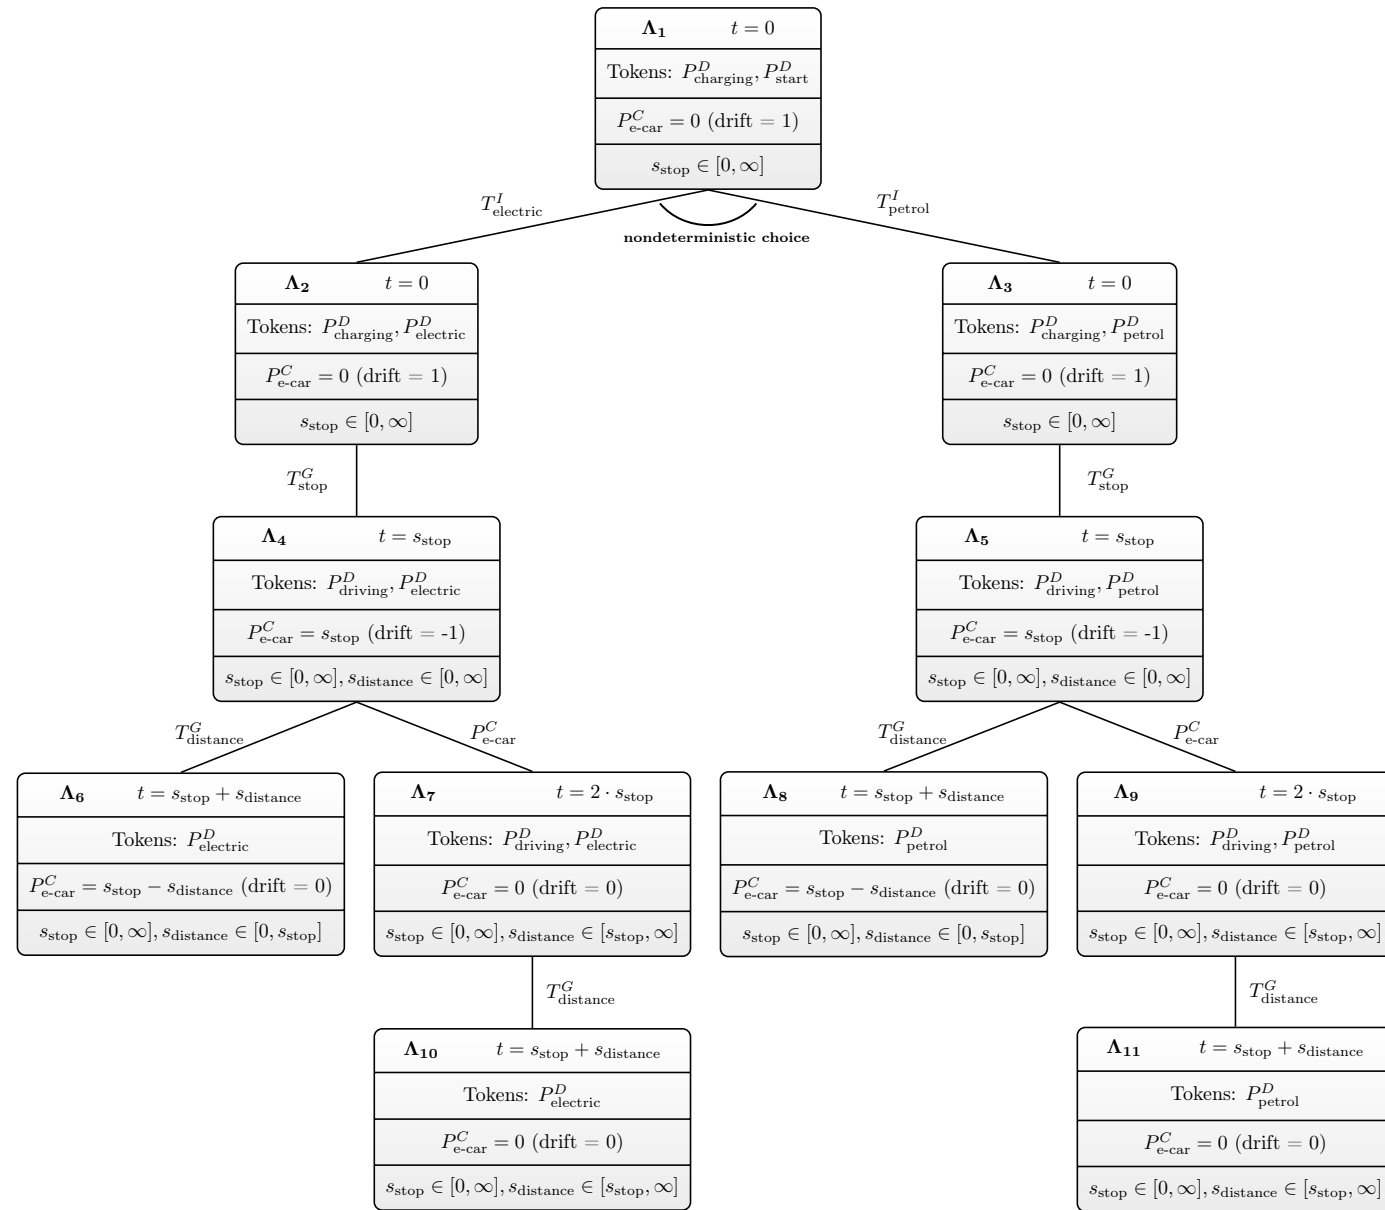 Λ₁ t = 0
Tokens: P^D_charging, P^D_start
P^C_e-car = 0 (drift = 1)
s_stop ∈ [0, ∞]
T^I_electric
T^I_petrol
nondeterministic choice
Λ₂ t = 0
Tokens: P^D_charging, P^D_electric
P^C_e-car = 0 (drift = 1)
s_stop ∈ [0, ∞]
Λ₃ t = 0
Tokens: P^D_charging, P^D_petrol
P^C_e-car = 0 (drift = 1)
s_stop ∈ [0, ∞]
T^G_stop
T^G_stop
Λ₄ t = s_stop
Tokens: P^D_driving, P^D_electric
P^C_e-car = s_stop (drift = -1)
s_stop ∈ [0, ∞], s_distance ∈ [0, ∞]
Λ₅ t = s_stop
Tokens: P^D_driving, P^D_petrol
P^C_e-car = s_stop (drift = -1)
s_stop ∈ [0, ∞], s_distance ∈ [0, ∞]
T^G_distance
P^C_e-car
T^G_distance
P^C_e-car
Λ₆ t = s_stop + s_distance
Tokens: P^D_electric
P^C_e-car = s_stop − s_distance (drift = 0)
s_stop ∈ [0, ∞], s_distance ∈ [0, s_stop]
Λ₇ t = 2 · s_stop
Tokens: P^D_driving, P^D_electric
P^C_e-car = 0 (drift = 0)
s_stop ∈ [0, ∞], s_distance ∈ [s_stop, ∞]
Λ₈ t = s_stop + s_distance
Tokens: P^D_petrol
P^C_e-car = s_stop − s_distance (drift = 0)
s_stop ∈ [0, ∞], s_distance ∈ [0, s_stop]
Λ₉ t = 2 · s_stop
Tokens: P^D_driving, P^D_petrol
P^C_e-car = 0 (drift = 0)
s_stop ∈ [0, ∞], s_distance ∈ [s_stop, ∞]
T^G_distance
T^G_distance
Λ₁₀ t = s_stop + s_distance
Tokens: P^D_electric
P^C_e-car = 0 (drift = 0)
s_stop ∈ [0, ∞], s_distance ∈ [s_stop, ∞]
Λ₁₁ t = s_stop + s_distance
Tokens: P^D_petrol
P^C_e-car = 0 (drift = 0)
s_stop ∈ [0, ∞], s_distance ∈ [s_stop, ∞]